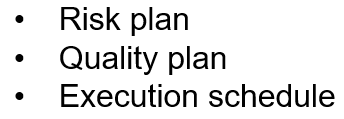 • Risk plan
• Quality plan
• Execution schedule